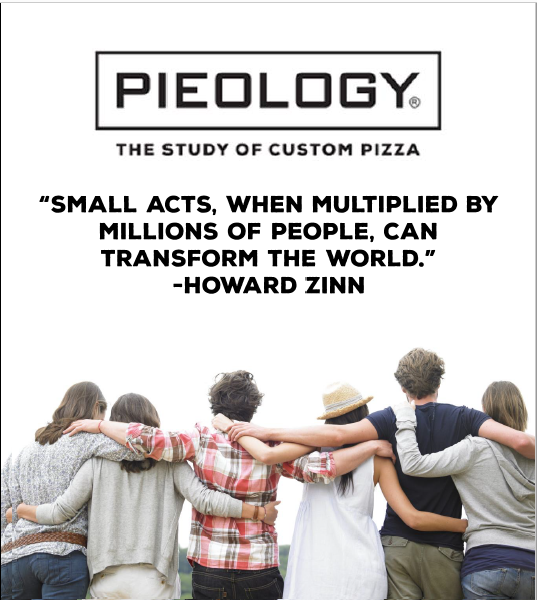 PIEOLOGY®
THE STUDY OF CUSTOM PIZZA
“SMALL ACTS, WHEN MULTIPLIED BY
MILLIONS OF PEOPLE, CAN
TRANSFORM THE WORLD.”
-HOWARD ZINN